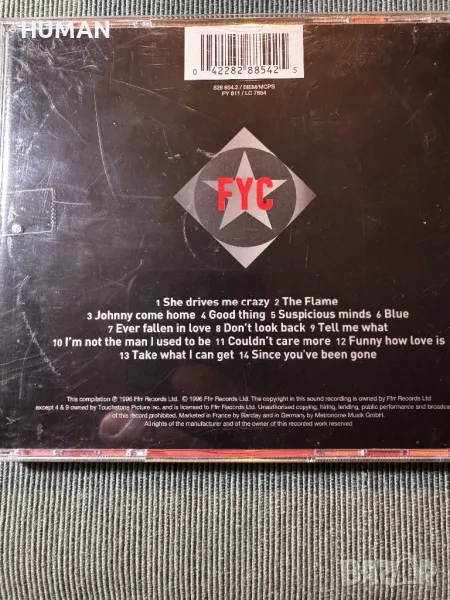 HUMAN
0 42282 88542 5
828 854.2 / BIEM/MCPS
PY 811 / LC 7654
FYC
1 She drives me crazy 2 The Flame
3 Johnny come home 4 Good thing 5 Suspicious minds 6 Blue
7 Ever fallen in love 8 Don't look back 9 Tell me what
10 I'm not the man I used to be 11 Couldn't care more 12 Funny how love is
13 Take what I can get 14 Since you've been gone
This compilation ℗ 1996 Ffrr Records Ltd. © 1996 Ffrr Records Ltd. The copyright in this sound recording is owned by Ffrr Records Ltd
except 4 & 9 owned by Touchstone Picture Inc. and is licensed to Ffrr Records Ltd. Unauthorised copying, hiring, lending, public performance and broadcas
of this record prohibited. Marketed in France by Barclay and in Germany by Metronome Musik GmbH.
All rights of the manufacturer and of the owner of this recorded work reserved
BAZAR